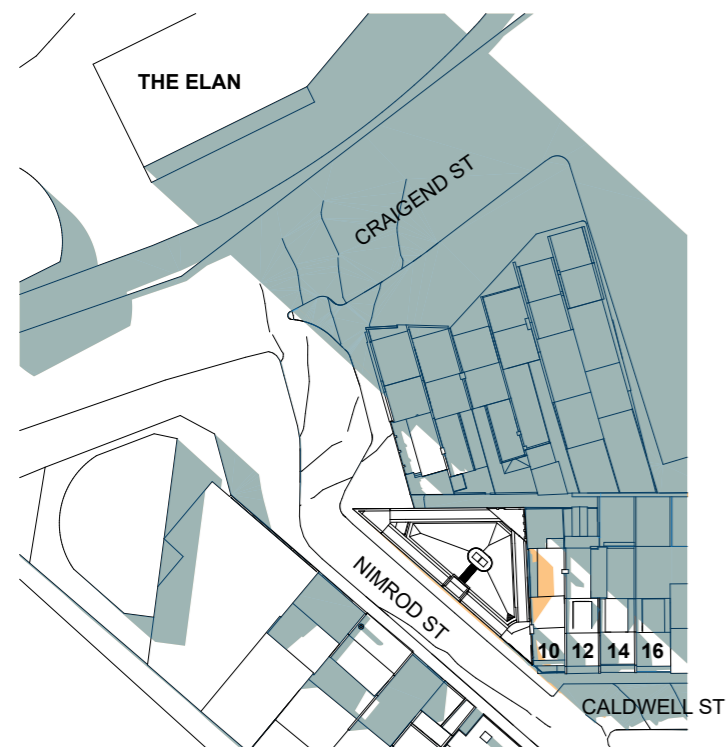 THE ELAN
CRAIGEND ST
NIMROD ST
10 12 14 16
CALDWELL ST